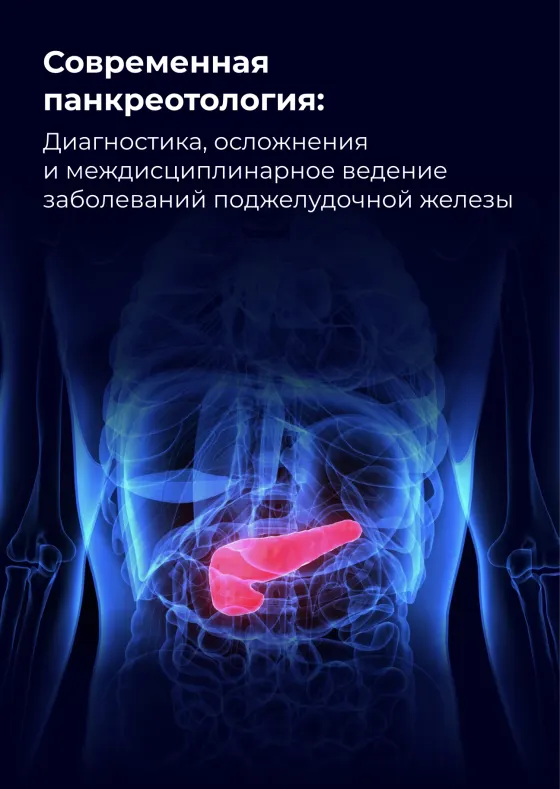 Современная
панкреотология:
Диагностика, осложнения
и междисциплинарное ведение
заболеваний поджелудочной железы